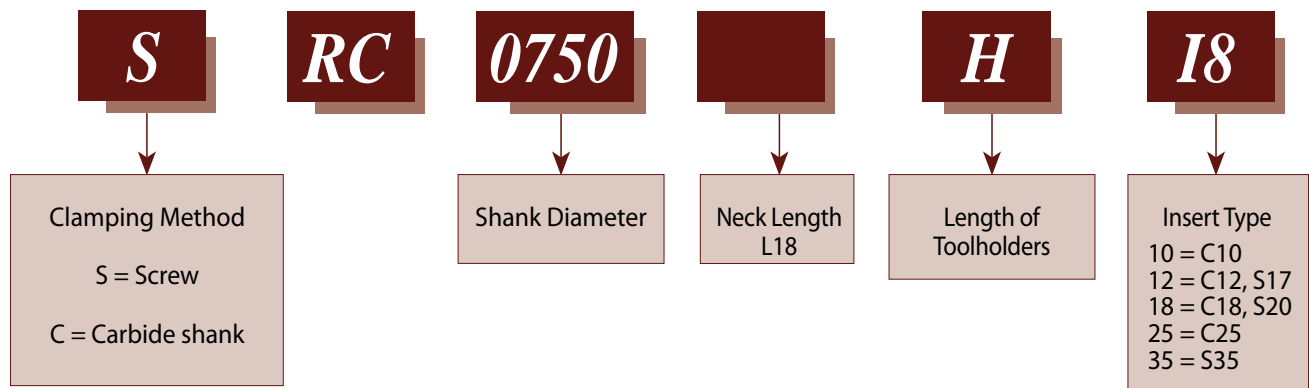 S RC 0750 H I8
Clamping Method
S = Screw
C = Carbide shank
Shank Diameter
Neck Length
L18
Length of
Toolholders
Insert Type
10 = C10
12 = C12, S17
18 = C18, S20
25 = C25
35 = S35